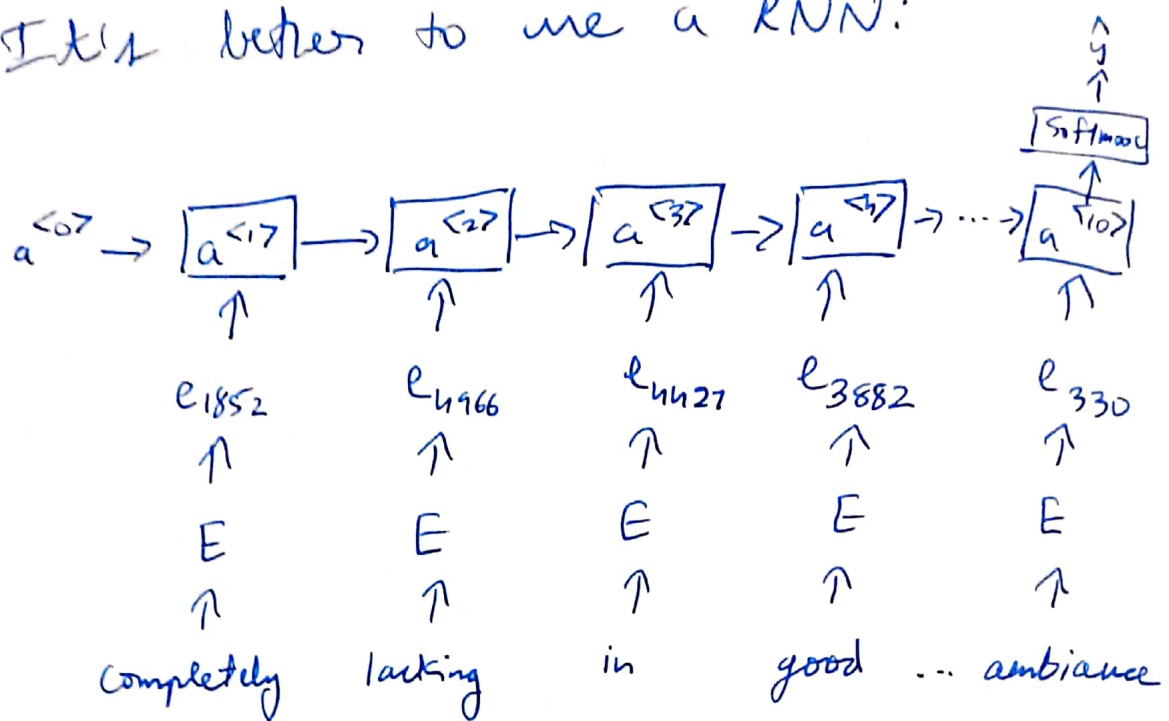 It's better to use a RNN:
ŷ
Softmax
a<0> → a<1> → a<2> → a<3> → a<4> → ... → a<10>
e1852 e4966 e4427 e3882 e330
E E E E E
completely lacking in good ... ambiance